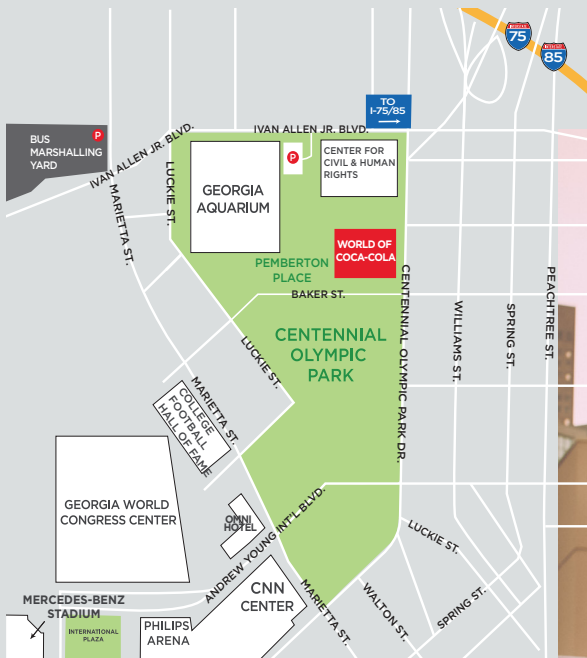 INTERSTATE
75
INTERSTATE
85
TO
I-75/85
BUS
MARSHALLING
YARD
P
IVAN ALLEN JR. BLVD.
IVAN ALLEN JR. BLVD.
P
CENTER FOR
CIVIL & HUMAN
RIGHTS
MARIETTA ST.
LUCKIE ST.
GEORGIA
AQUARIUM
WORLD OF
COCA-COLA
PEMBERTON
PLACE
BAKER ST.
CENTENNIAL OLYMPIC PARK DR.
WILLIAMS ST.
SPRING ST.
PEACHTREE ST.
CENTENNIAL
OLYMPIC
PARK
LUCKIE ST.
MARIETTA ST.
COLLEGE
FOOTBALL
HALL OF FAME
GEORGIA WORLD
CONGRESS CENTER
OMNI
HOTEL
ANDREW YOUNG INT'L BLVD.
LUCKIE ST.
CNN
CENTER
MARIETTA ST.
WALTON ST.
SPRING ST.
MERCEDES-BENZ
STADIUM
INTERNATIONAL
PLAZA
PHILIPS
ARENA